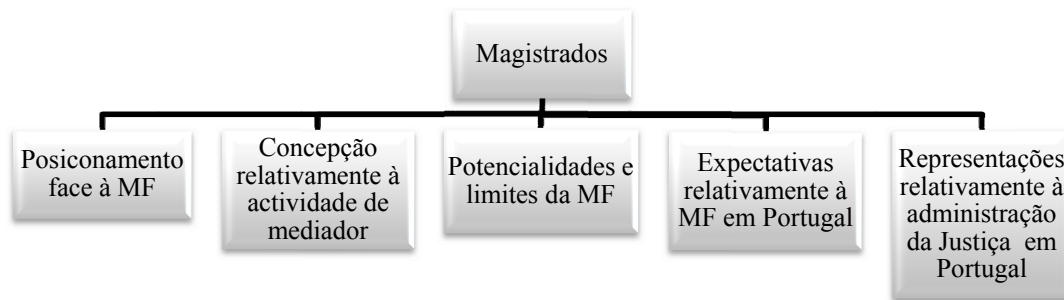 Magistrados
Posiconamento
face à MF
Concepção
relativamente à
actividade de
mediador
Potencialidades e
limites da MF
Expectativas
relativamente à
MF em Portugal
Representações
relativamente à
administração
da Justiça em
Portugal